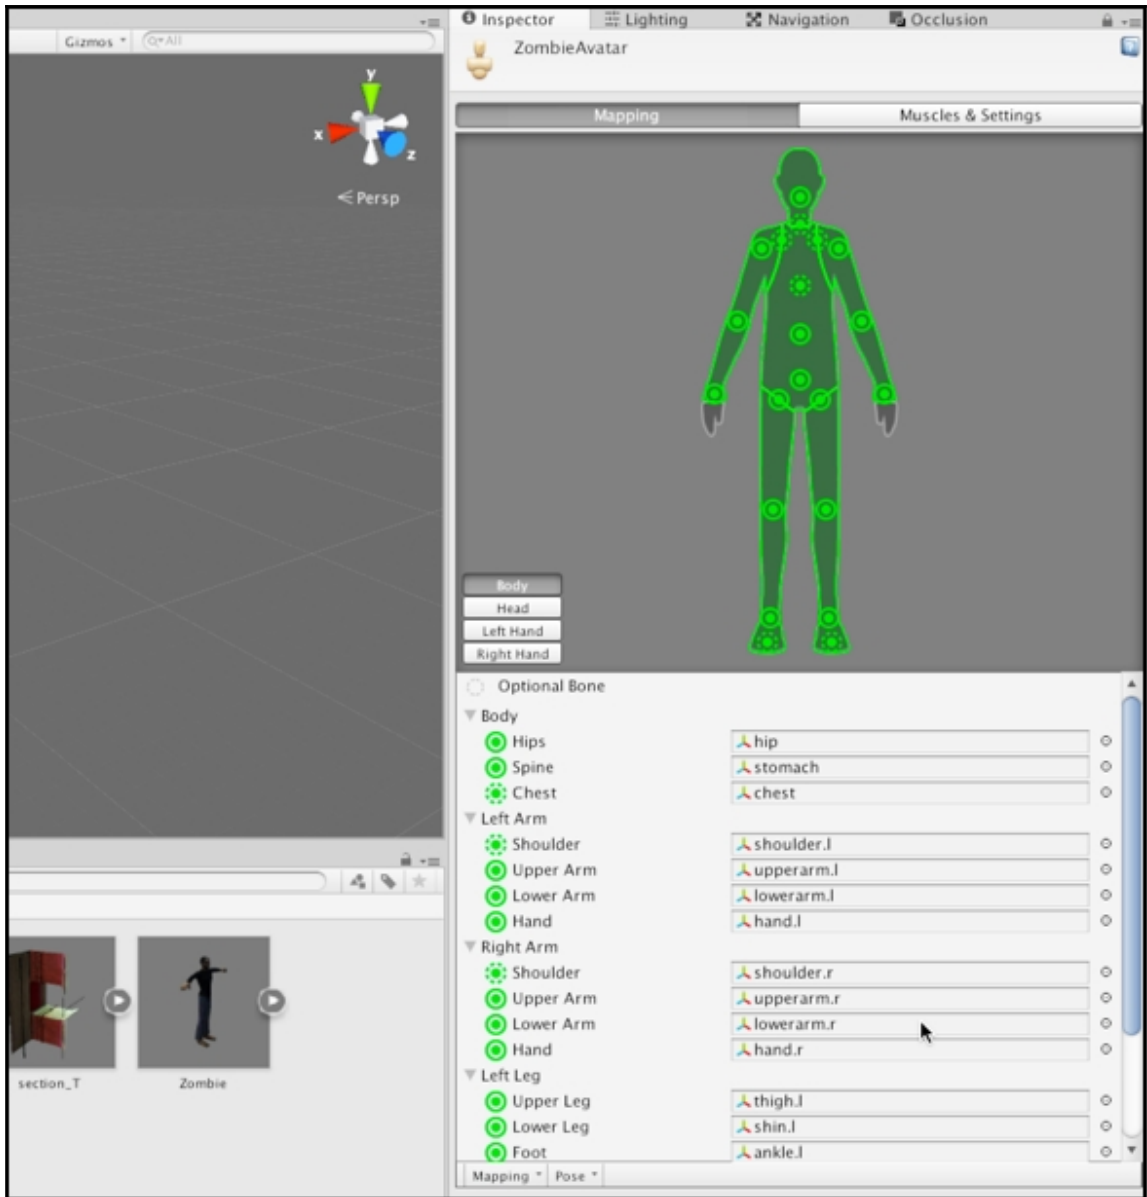 Inspector
Lighting
Navigation
Occlusion
Gizmos
All
ZombieAvatar
Mapping
Muscles & Settings
y
x
z
Persp
Body
Head
Left Hand
Right Hand
Optional Bone
Body
Hips hip
Spine stomach
Chest chest
Left Arm
Shoulder shoulder.l
Upper Arm upperarm.l
Lower Arm lowerarm.l
Hand hand.l
Right Arm
Shoulder shoulder.r
Upper Arm upperarm.r
Lower Arm lowerarm.r
Hand hand.r
Left Leg
Upper Leg thigh.l
Lower Leg shin.l
Foot ankle.l
Mapping Pose
section_T
Zombie